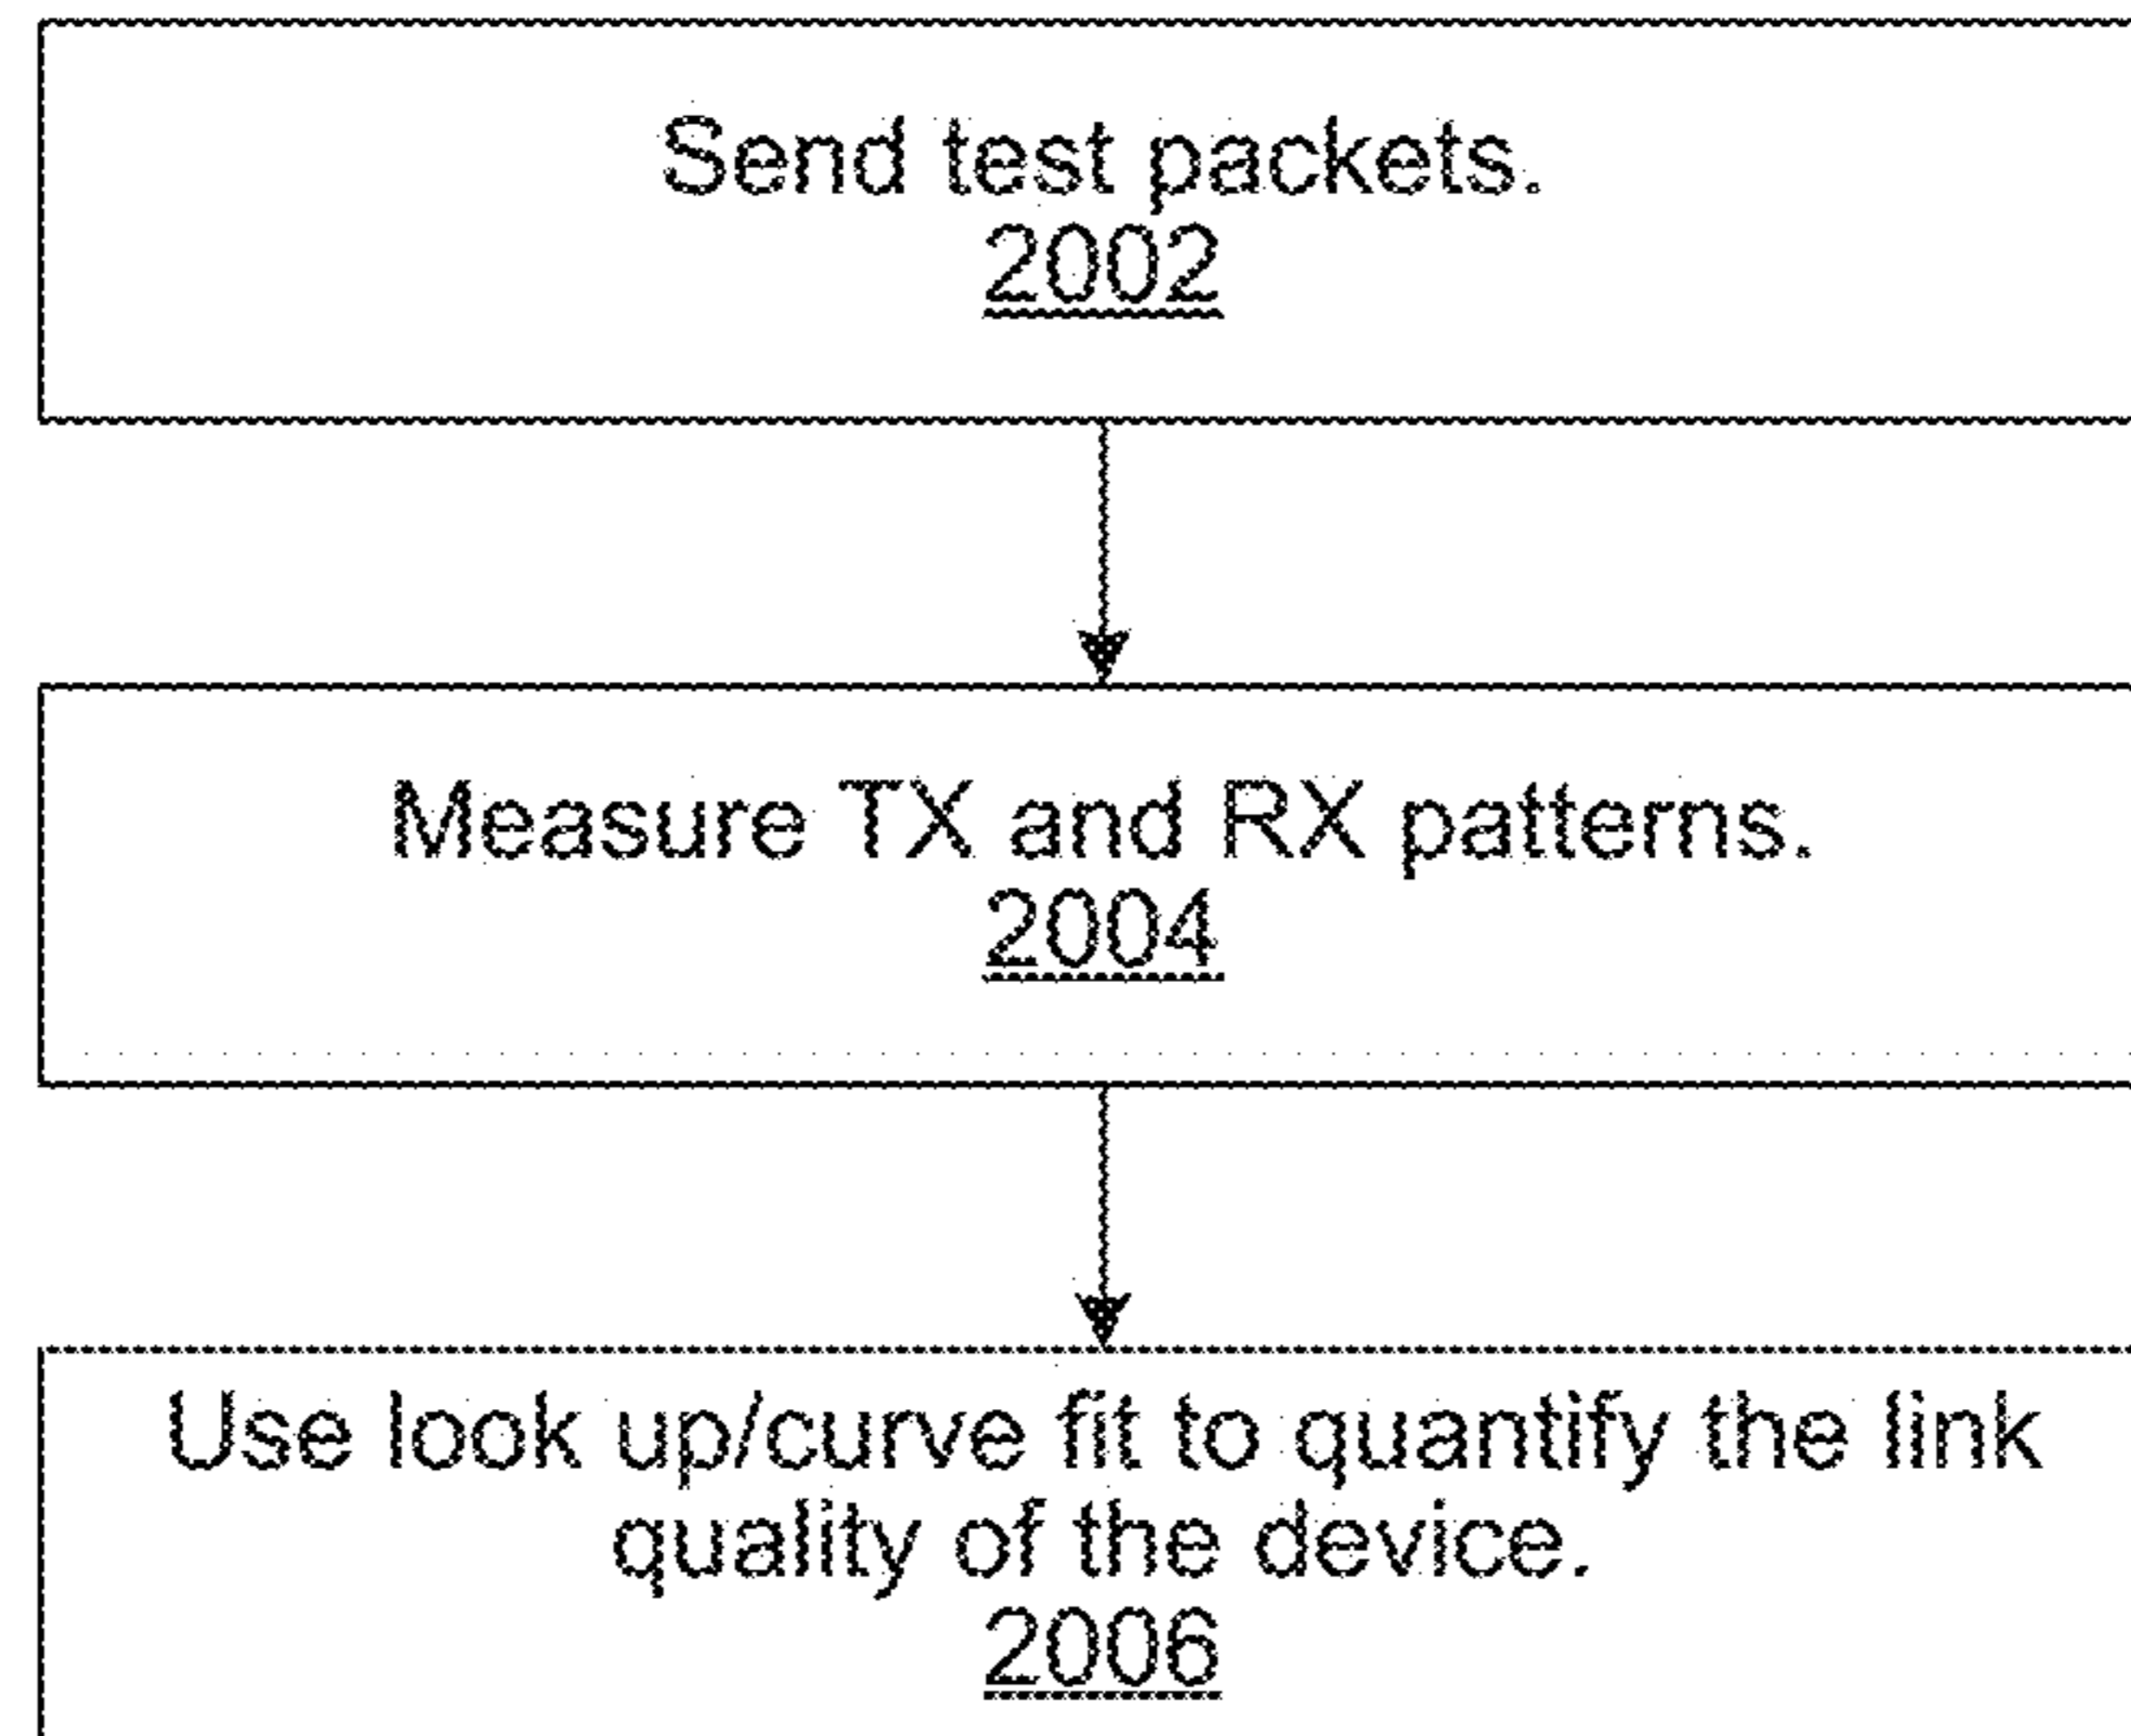 Send test packets.
2002
Measure TX and RX patterns.
2004
Use look up/curve fit to quantify the link
quality of the device.
2006